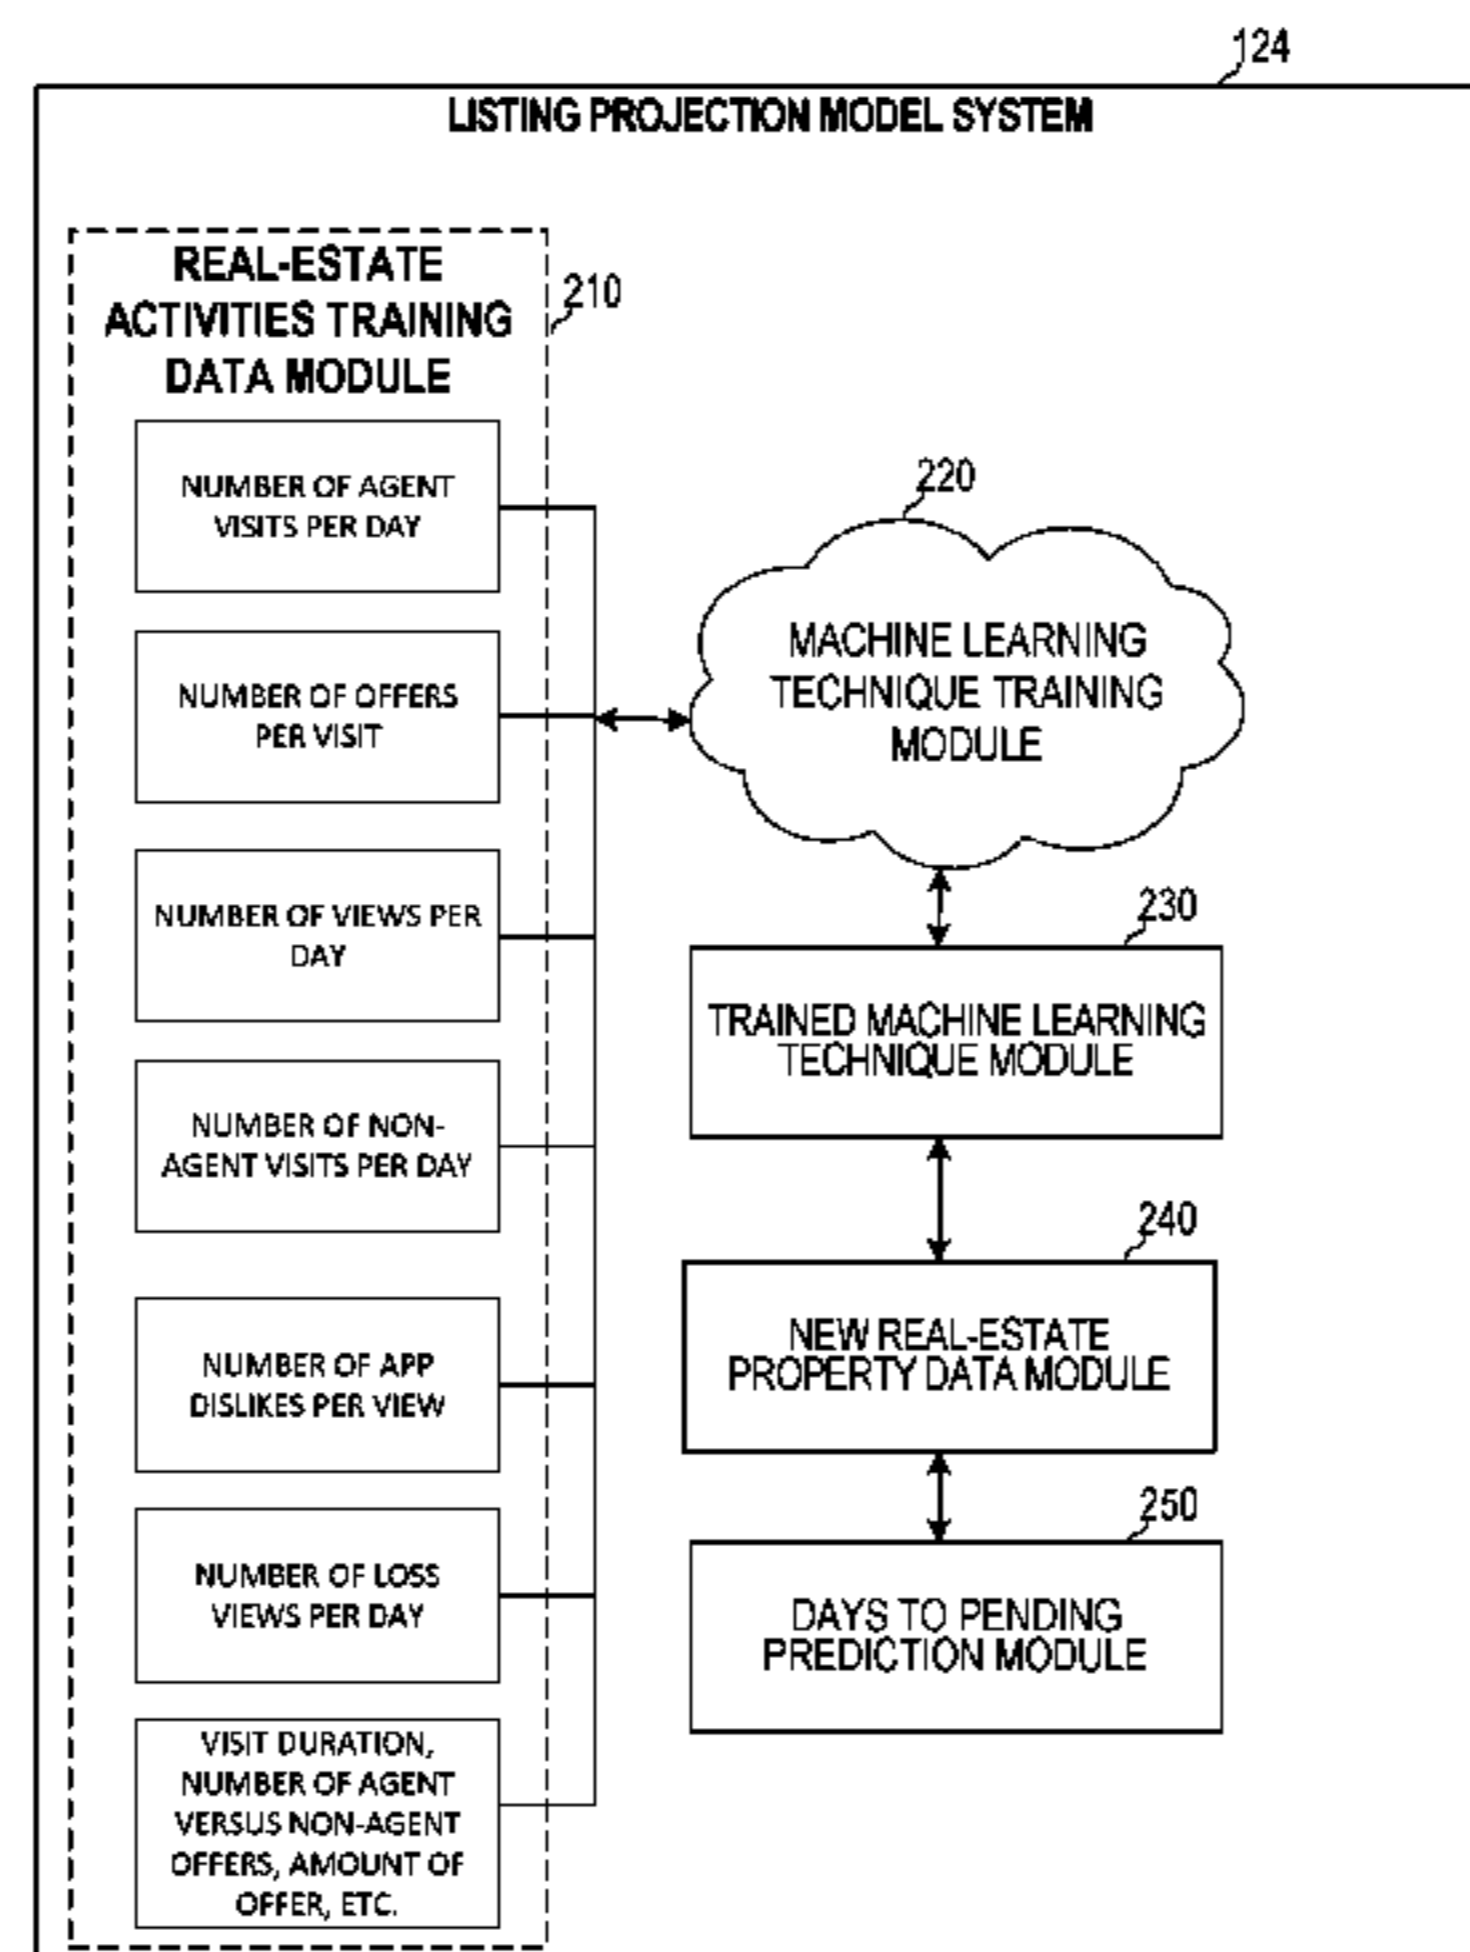 124
LISTING PROJECTION MODEL SYSTEM
REAL-ESTATE
ACTIVITIES TRAINING
DATA MODULE
210
NUMBER OF AGENT
VISITS PER DAY
NUMBER OF OFFERS
PER VISIT
NUMBER OF VIEWS PER
DAY
NUMBER OF NON-
AGENT VISITS PER DAY
NUMBER OF APP
DISLIKES PER VIEW
NUMBER OF LOSS
VIEWS PER DAY
VISIT DURATION,
NUMBER OF AGENT
VERSUS NON-AGENT
OFFERS, AMOUNT OF
OFFER, ETC.
220
MACHINE LEARNING
TECHNIQUE TRAINING
MODULE
230
TRAINED MACHINE LEARNING
TECHNIQUE MODULE
240
NEW REAL-ESTATE
PROPERTY DATA MODULE
250
DAYS TO PENDING
PREDICTION MODULE